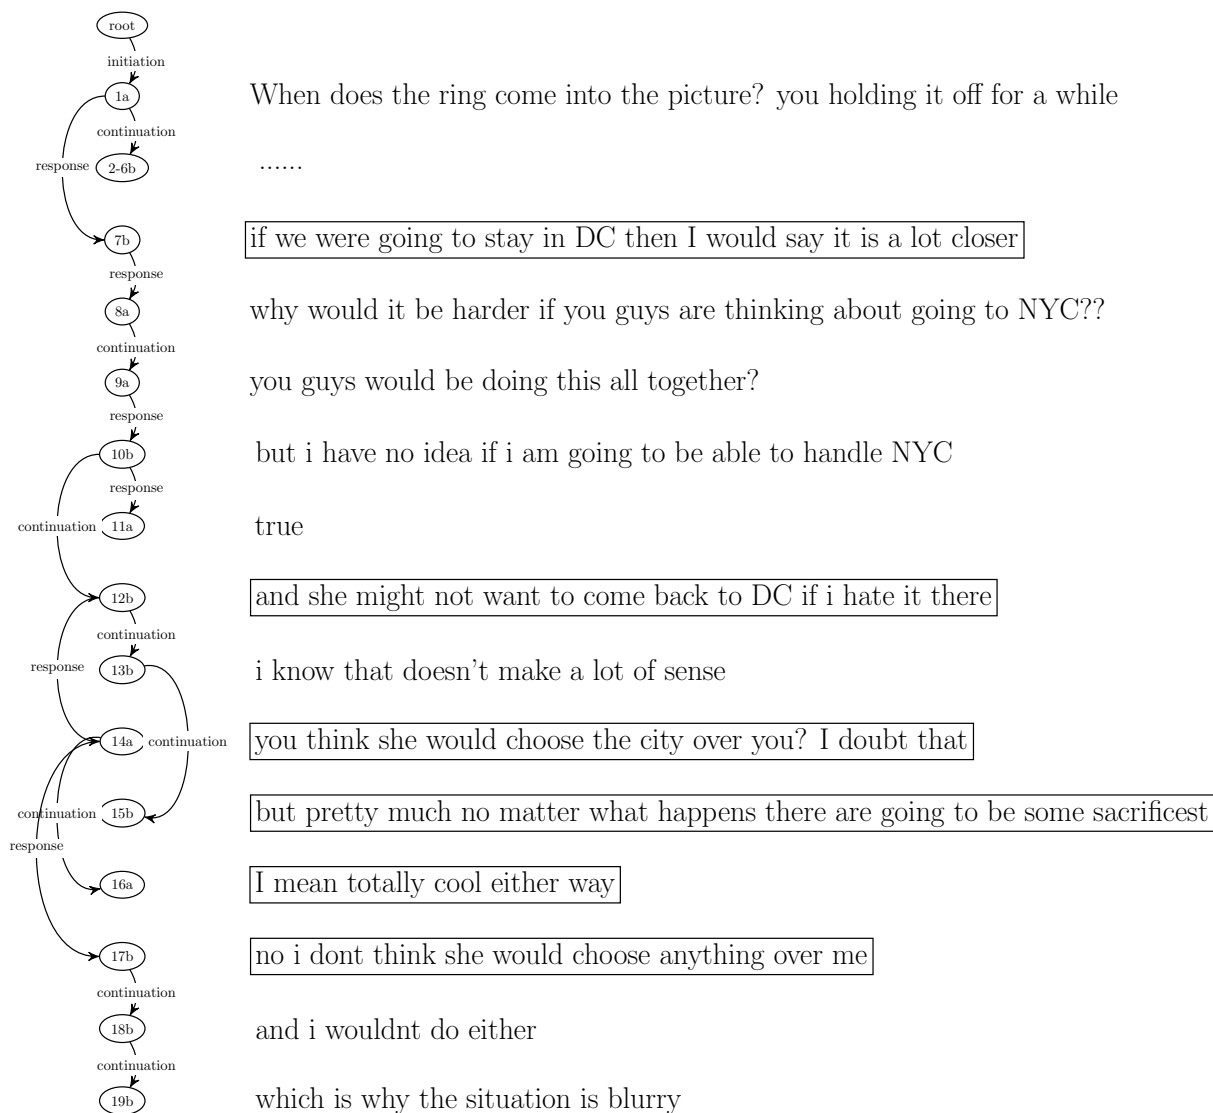 root
initiation
1a When does the ring come into the picture? you holding it off for a while
continuation
response 2-6b ......
7b if we were going to stay in DC then I would say it is a lot closer
response
8a why would it be harder if you guys are thinking about going to NYC??
continuation
9a you guys would be doing this all together?
response
10b but i have no idea if i am going to be able to handle NYC
response
continuation 11a true
12b and she might not want to come back to DC if i hate it there
continuation
response 13b i know that doesn't make a lot of sense
14a continuation you think she would choose the city over you? I doubt that
continuation 15b but pretty much no matter what happens there are going to be some sacrificest
response
16a I mean totally cool either way
17b no i dont think she would choose anything over me
continuation
18b and i wouldnt do either
continuation
19b which is why the situation is blurry